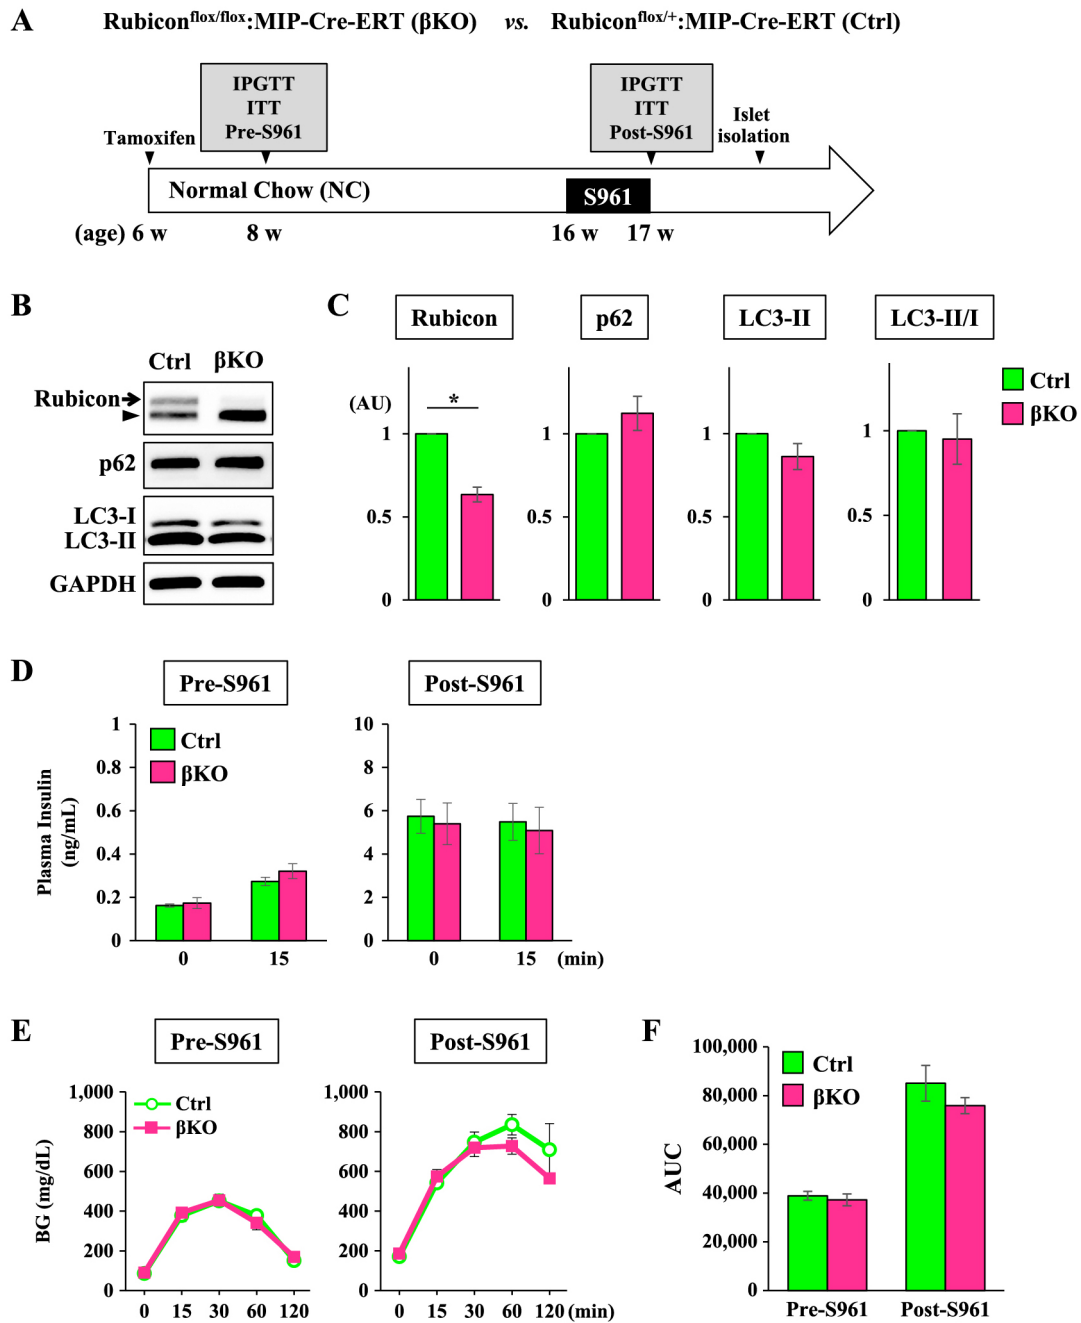 A
Rubicon^flox/flox:MIP-Cre-ERT (βKO) vs. Rubicon^flox/+:MIP-Cre-ERT (Ctrl)
IPGTT
ITT
Pre-S961
IPGTT
ITT
Post-S961
Tamoxifen
Islet
isolation
Normal Chow (NC)
S961
(age) 6 w 8 w 16 w 17 w
B
Ctrl βKO
Rubicon
p62
LC3-I
LC3-II
GAPDH
C
Rubicon p62 LC3-II LC3-II/I
Ctrl
βKO
(AU)
*
1 1 1 1
0.5 0.5 0.5 0.5
0 0 0 0
D
Pre-S961 Post-S961
Plasma Insulin
(ng/mL)
Ctrl
βKO
1 10
0.8 8
0.6 6
0.4 4
0.2 2
0 0
0 15 0 15 (min)
E
Pre-S961 Post-S961
BG (mg/dL)
Ctrl
βKO
1,000 1,000
800 800
600 600
400 400
200 200
0 0
0 15 30 60 120 0 15 30 60 120 (min)
F
AUC
Ctrl
βKO
100,000
80,000
60,000
40,000
20,000
0
Pre-S961 Post-S961